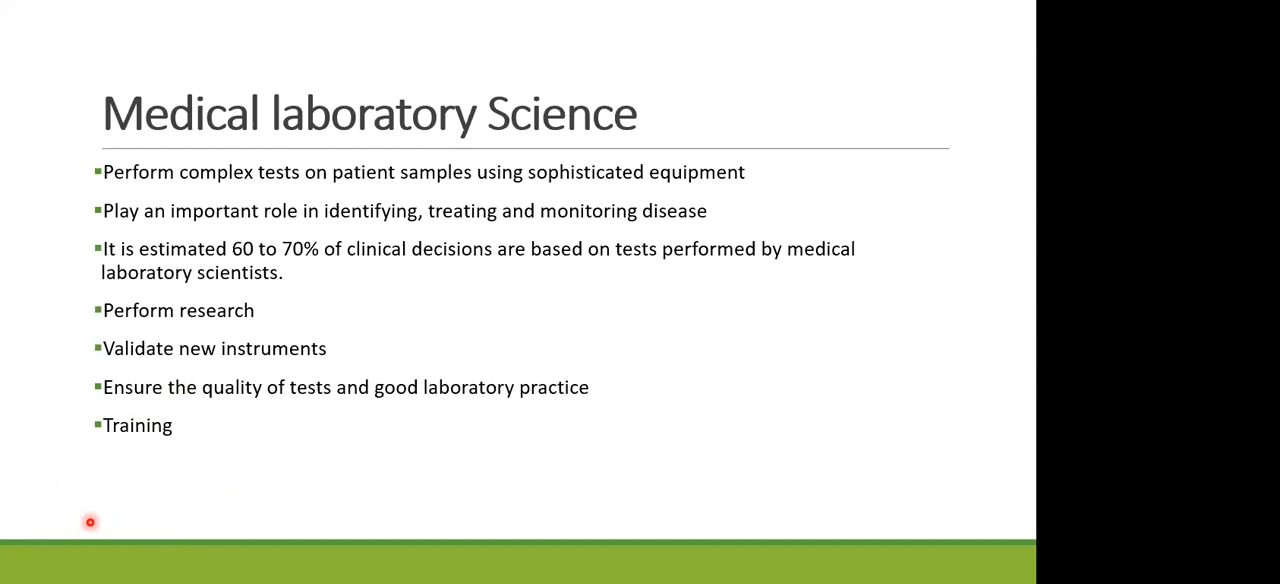 Medical laboratory Science
▪Perform complex tests on patient samples using sophisticated equipment
▪Play an important role in identifying, treating and monitoring disease
▪It is estimated 60 to 70% of clinical decisions are based on tests performed by medical
laboratory scientists.
▪Perform research
▪Validate new instruments
▪Ensure the quality of tests and good laboratory practice
▪Training